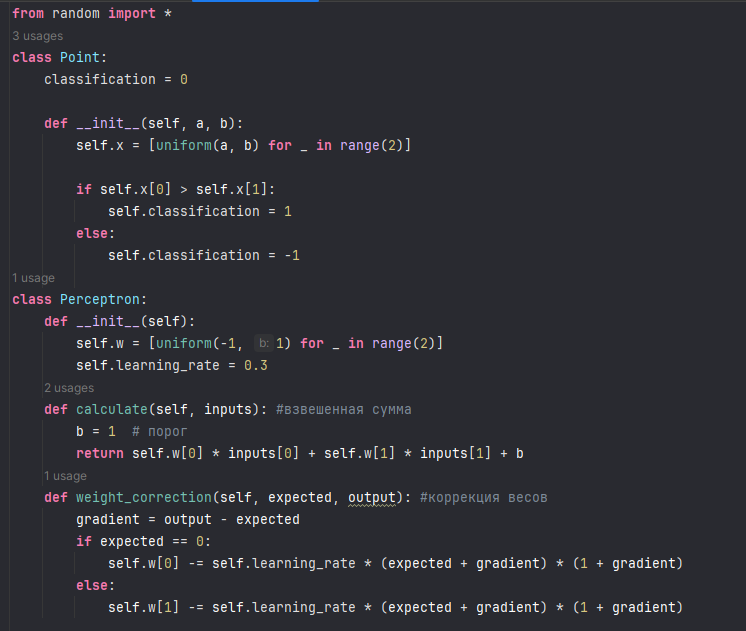 from random import *
3 usages
class Point:
    classification = 0
    def __init__(self, a, b):
        self.x = [uniform(a, b) for _ in range(2)]
        if self.x[0] > self.x[1]:
            self.classification = 1
        else:
            self.classification = -1
1 usage
class Perceptron:
    def __init__(self):
        self.w = [uniform(-1, b: 1) for _ in range(2)]
        self.learning_rate = 0.3
    2 usages
    def calculate(self, inputs): #взвешенная сумма
        b = 1  # порог
        return self.w[0] * inputs[0] + self.w[1] * inputs[1] + b
    1 usage
    def weight_correction(self, expected, output): #коррекция весов
        gradient = output - expected
        if expected == 0:
            self.w[0] -= self.learning_rate * (expected + gradient) * (1 + gradient)
        else:
            self.w[1] -= self.learning_rate * (expected + gradient) * (1 + gradient)